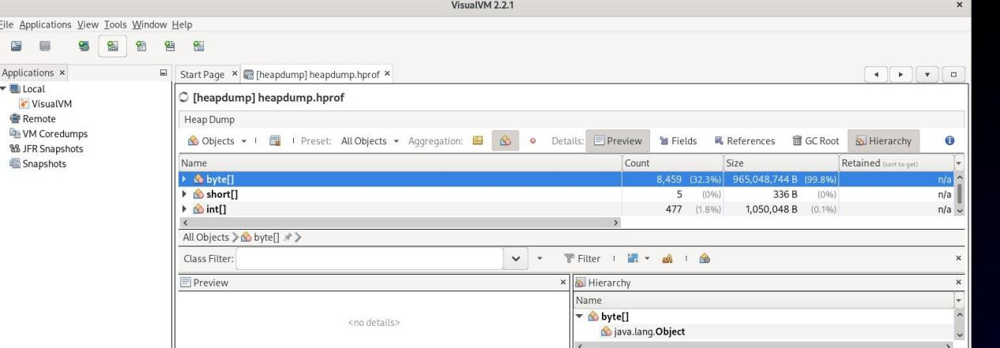 VisualVM 2.2.1 ×
File Applications View Tools Window Help
Applications ×
Start Page × [heapdump] heapdump.hprof ×
Local
VisualVM
Remote
VM Coredumps
JFR Snapshots
Snapshots
[heapdump] heapdump.hprof
Heap Dump
Objects Preset: All Objects Aggregation: Details: Preview Fields References GC Root Hierarchy
Name Count Size Retained (sort to get)
byte[] 8,459 (32.3%) 965,048,744 B (99.8%) n/a
short[] 5 (0%) 336 B (0%) n/a
int[] 477 (1.8%) 1,050,048 B (0.1%) n/a
All Objects byte[]
Class Filter: Filter aA ×
Preview × Hierarchy ×
Name
<no details>
byte[]
java.lang.Object